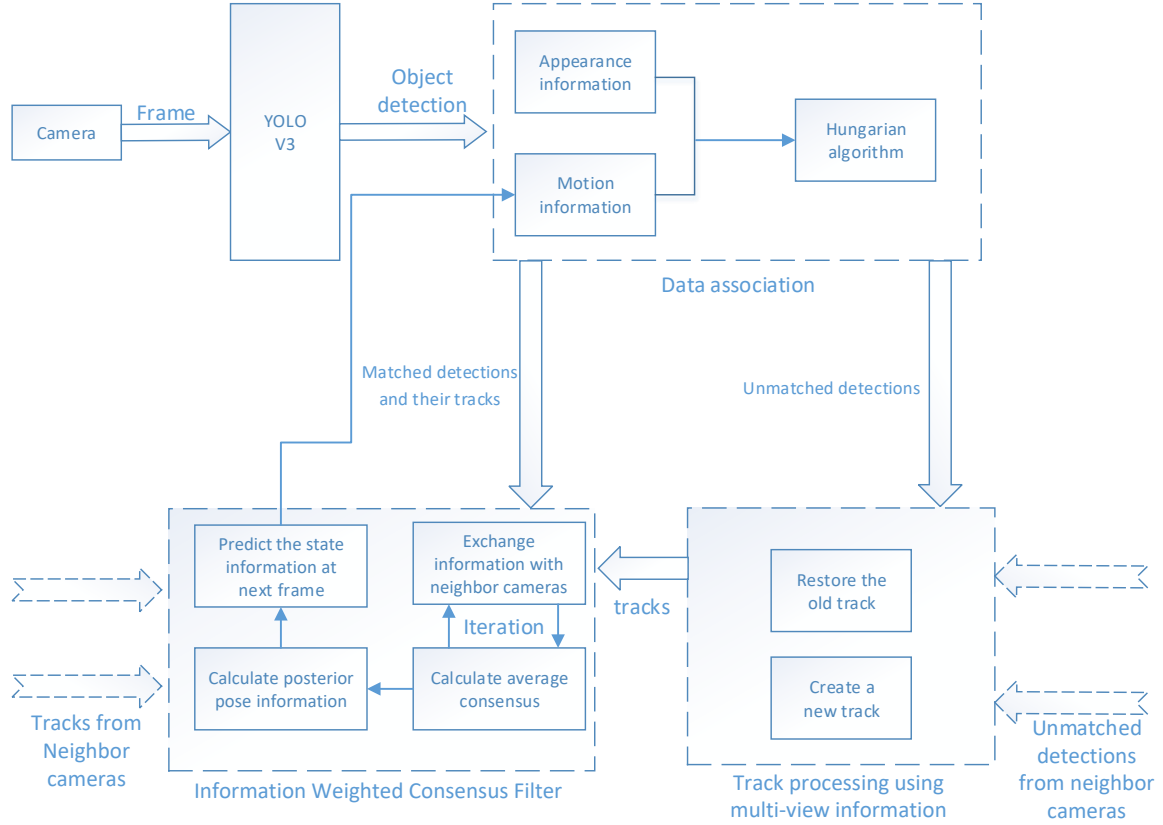 Camera
Frame
YOLO
V3
Object
detection
Appearance
information
Motion
information
Hungarian
algorithm
Data association
Matched detections
and their tracks
Unmatched detections
Predict the state
information at
next frame
Exchange
information with
neighbor cameras
Iteration
Calculate posterior
pose information
Calculate average
consensus
Tracks from
Neighbor
cameras
Information Weighted Consensus Filter
tracks
Restore the
old track
Create a
new track
Track processing using
multi-view information
Unmatched
detections
from neighbor
cameras